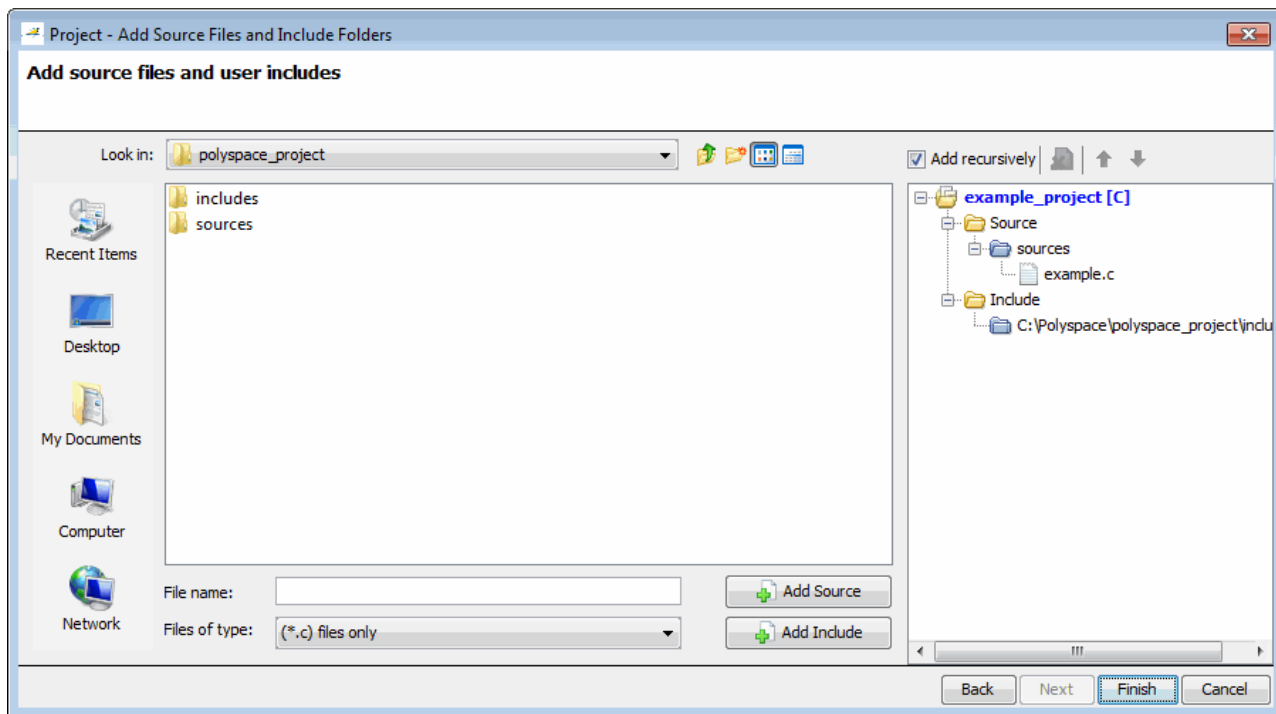 Project - Add Source Files and Include Folders
Add source files and user includes
Look in:
polyspace_project
Add recursively
Recent Items
Desktop
My Documents
Computer
Network
includes
sources
example_project [C]
Source
sources
example.c
Include
C:\Polyspace\polyspace_project\inclu
File name:
Add Source
Files of type:
(*.c) files only
Add Include
Back
Next
Finish
Cancel